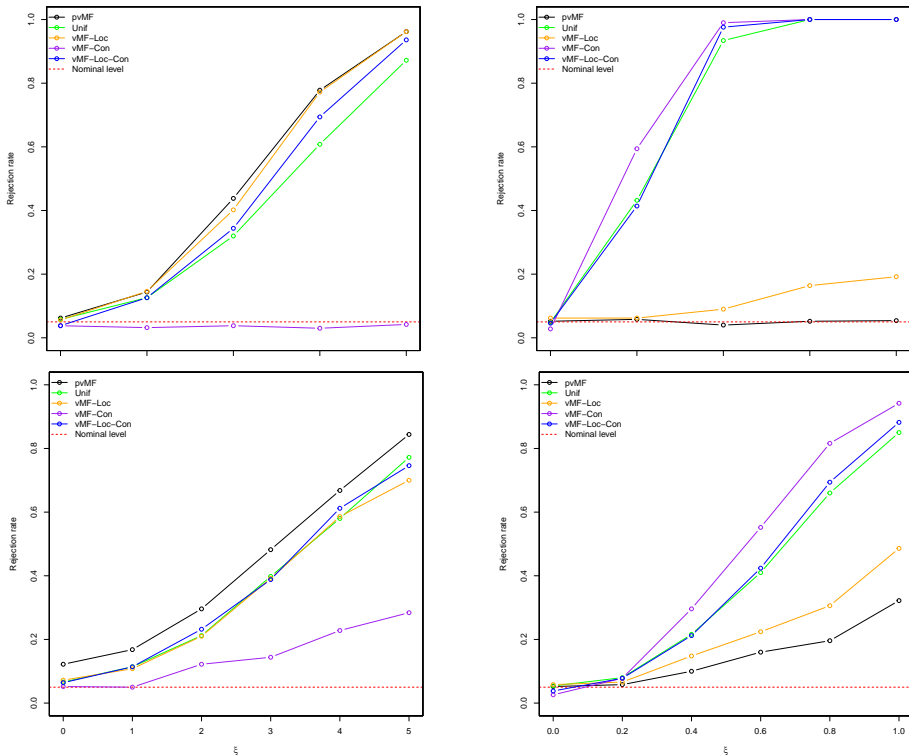 pvMF
Unif
vMF−Loc
vMF−Con
vMF−Loc−Con
Nominal level
Rejection rate
0.0 0.2 0.4 0.6 0.8 1.0
pvMF
Unif
vMF−Loc
vMF−Con
vMF−Loc−Con
Nominal level
Rejection rate
0.0 0.2 0.4 0.6 0.8 1.0
pvMF
Unif
vMF−Loc
vMF−Con
vMF−Loc−Con
Nominal level
Rejection rate
0.0 0.2 0.4 0.6 0.8 1.0
0 1 2 3 4 5
ξ
pvMF
Unif
vMF−Loc
vMF−Con
vMF−Loc−Con
Nominal level
Rejection rate
0.0 0.2 0.4 0.6 0.8 1.0
0.0 0.2 0.4 0.6 0.8 1.0
ξ